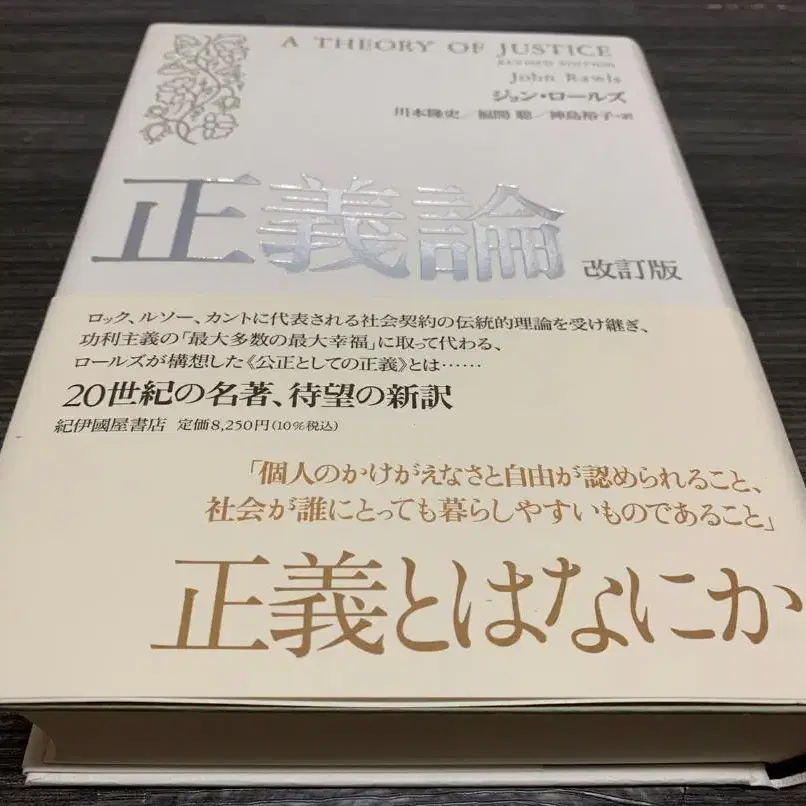 A THEORY OF JUSTICE
REVISED EDITION
John Rawls
ジョン・ロールズ
川本隆史／福間 聡／神島裕子・訳
正義論
改訂版
ロック、ルソー、カントに代表される社会契約の伝統的理論を受け継ぎ、
功利主義の「最大多数の最大幸福」に取って代わる、
ロールズが構想した《公正としての正義》とは……
20世紀の名著、待望の新訳
紀伊國屋書店 定価8,250円(10%税込)
「個人のかけがえなさと自由が認められること、
社会が誰にとっても暮らしやすいものであること」
正義とはなにか